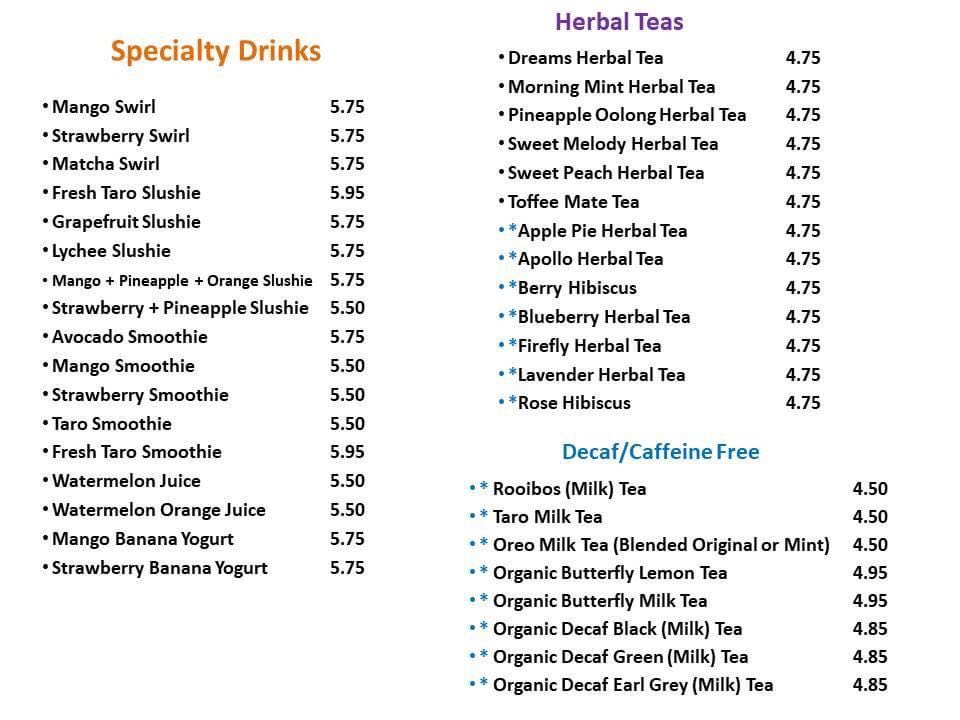 Specialty Drinks
• Mango Swirl 5.75
• Strawberry Swirl 5.75
• Matcha Swirl 5.75
• Fresh Taro Slushie 5.95
• Grapefruit Slushie 5.75
• Lychee Slushie 5.75
• Mango + Pineapple + Orange Slushie 5.75
• Strawberry + Pineapple Slushie 5.50
• Avocado Smoothie 5.75
• Mango Smoothie 5.50
• Strawberry Smoothie 5.50
• Taro Smoothie 5.50
• Fresh Taro Smoothie 5.95
• Watermelon Juice 5.50
• Watermelon Orange Juice 5.50
• Mango Banana Yogurt 5.75
• Strawberry Banana Yogurt 5.75
Herbal Teas
• Dreams Herbal Tea 4.75
• Morning Mint Herbal Tea 4.75
• Pineapple Oolong Herbal Tea 4.75
• Sweet Melody Herbal Tea 4.75
• Sweet Peach Herbal Tea 4.75
• Toffee Mate Tea 4.75
• *Apple Pie Herbal Tea 4.75
• *Apollo Herbal Tea 4.75
• *Berry Hibiscus 4.75
• *Blueberry Herbal Tea 4.75
• *Firefly Herbal Tea 4.75
• *Lavender Herbal Tea 4.75
• *Rose Hibiscus 4.75
Decaf/Caffeine Free
• * Rooibos (Milk) Tea 4.50
• * Taro Milk Tea 4.50
• * Oreo Milk Tea (Blended Original or Mint) 4.50
• * Organic Butterfly Lemon Tea 4.95
• * Organic Butterfly Milk Tea 4.95
• * Organic Decaf Black (Milk) Tea 4.85
• * Organic Decaf Green (Milk) Tea 4.85
• * Organic Decaf Earl Grey (Milk) Tea 4.85